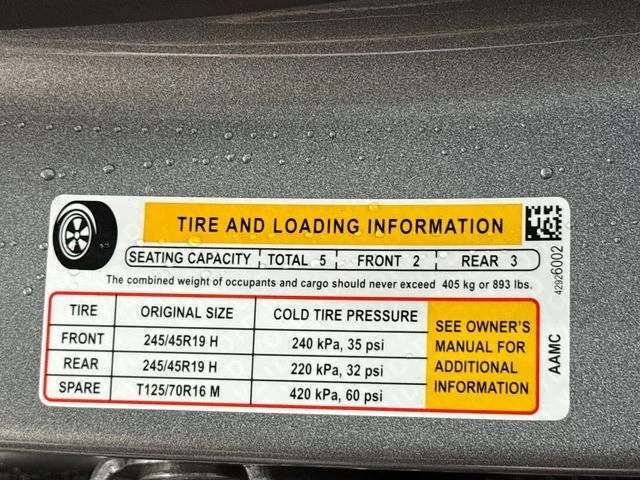 TIRE AND LOADING INFORMATION
SEATING CAPACITY TOTAL 5 FRONT 2 REAR 3
The combined weight of occupants and cargo should never exceed 405 kg or 893 lbs.
TIRE ORIGINAL SIZE COLD TIRE PRESSURE
FRONT 245/45R19 H 240 kPa, 35 psi
REAR 245/45R19 H 220 kPa, 32 psi
SPARE T125/70R16 M 420 kPa, 60 psi
SEE OWNER'S
MANUAL FOR
ADDITIONAL
INFORMATION
42926002
AAMC